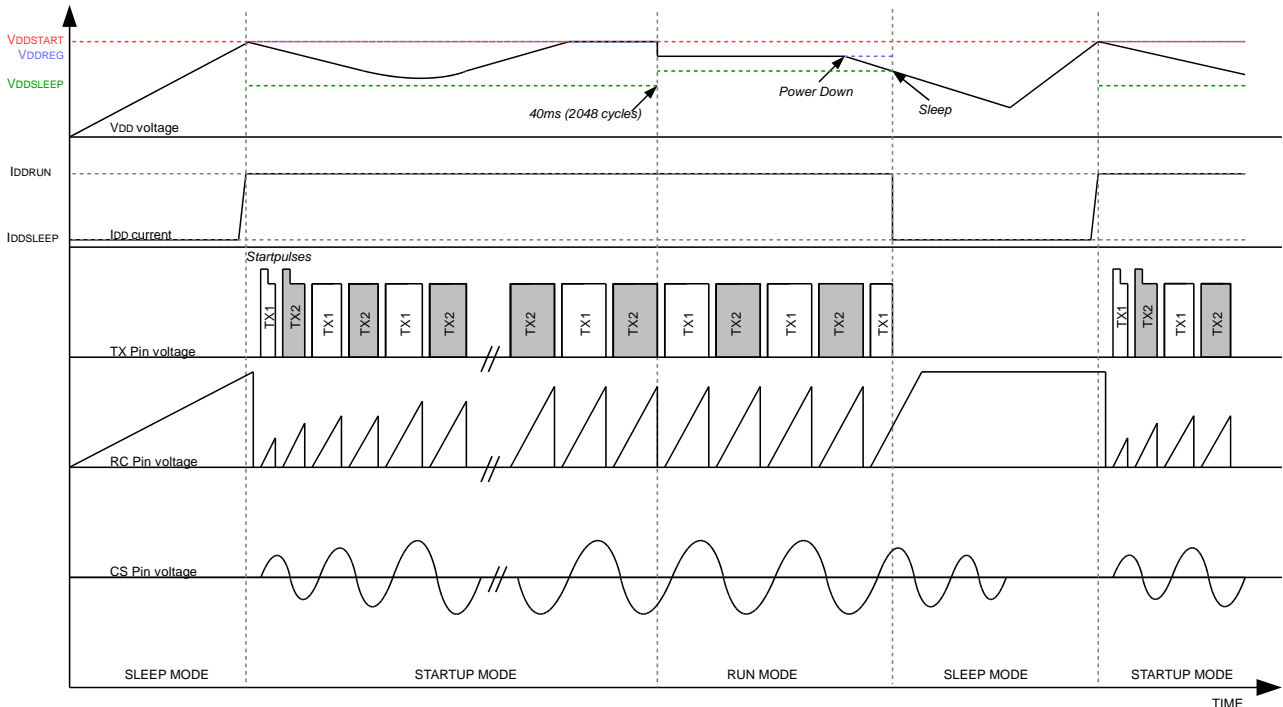 VDDSTART
VDDREG
VDDSLEEP
40ms (2048 cycles)
Power Down
Sleep
VDD voltage
IDDRUN
IDDSLEEP
IDD current
Startpulses
TX1
TX2
TX1
TX2
TX1
TX2
TX2
TX1
TX2
TX1
TX2
TX1
TX2
TX1
TX1
TX2
TX1
TX2
TX Pin voltage
RC Pin voltage
CS Pin voltage
SLEEP MODE
STARTUP MODE
RUN MODE
SLEEP MODE
STARTUP MODE
TIME